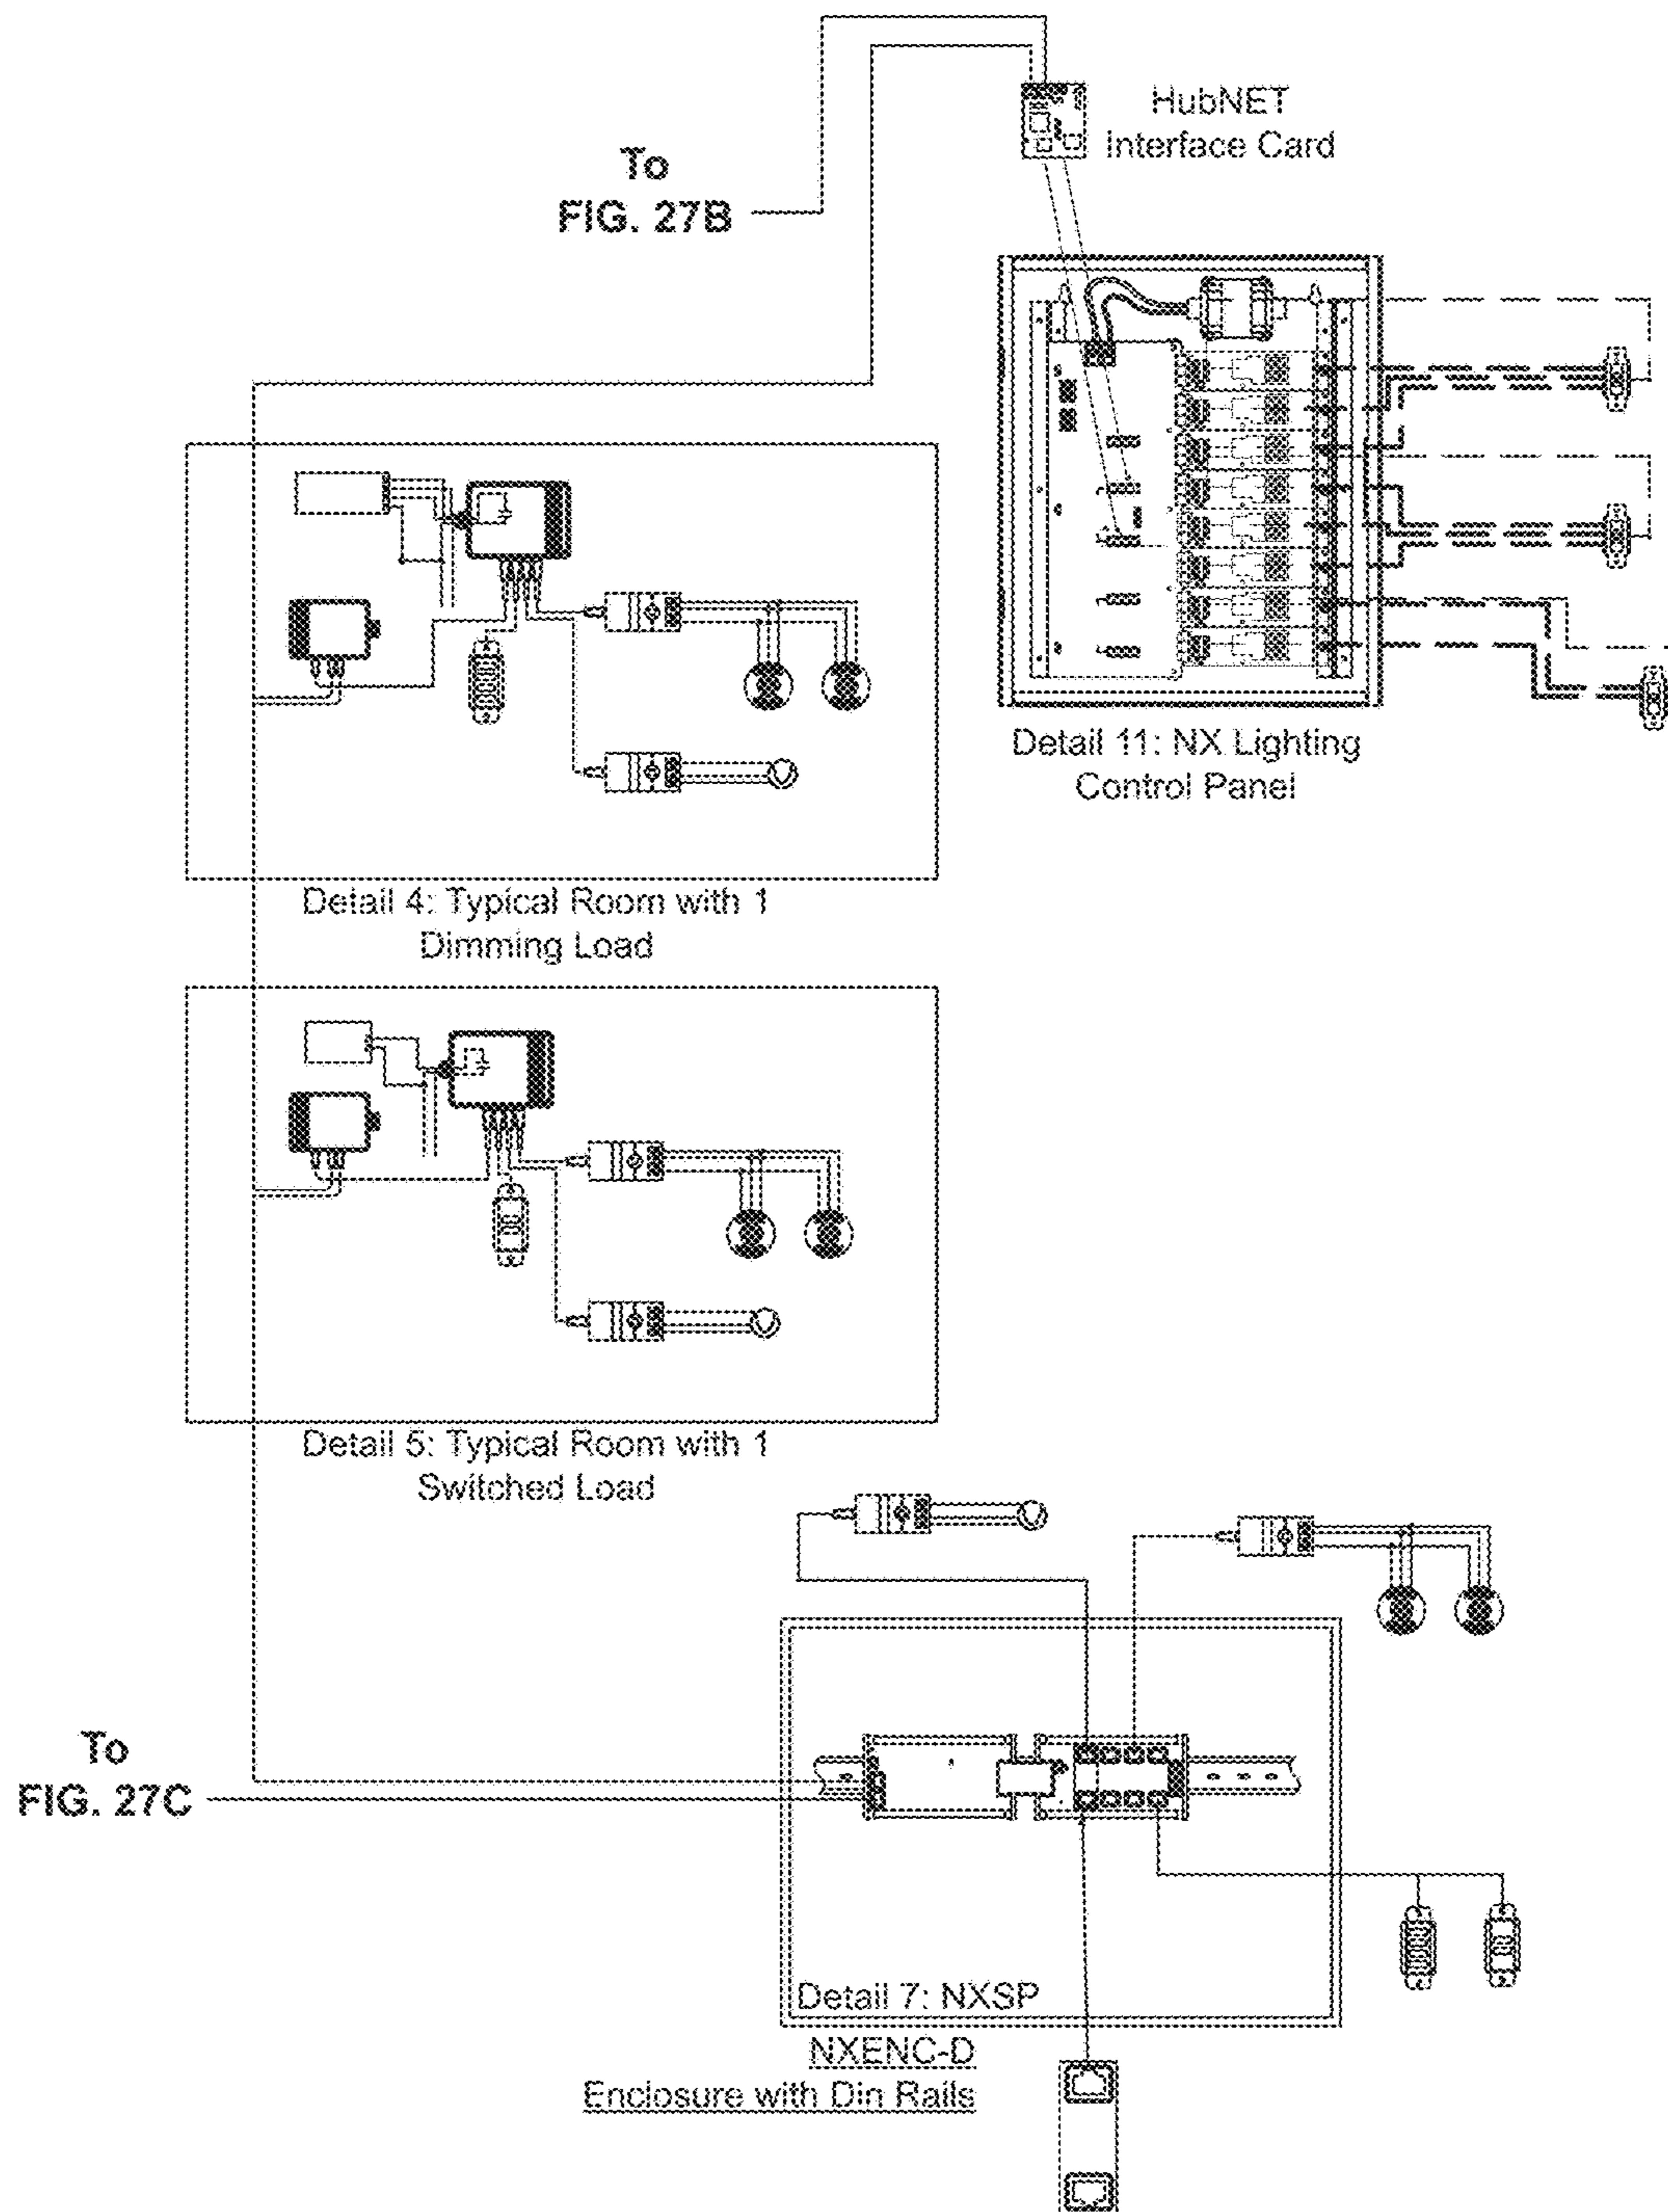 HubNET
Interface Card
To
FIG. 27B
Detail 11: NX Lighting
Control Panel
Detail 4: Typical Room with 1
Dimming Load
Detail 5: Typical Room with 1
Switched Load
To
FIG. 27C
Detail 7: NXSP
NXENC-D
Enclosure with Din Rails